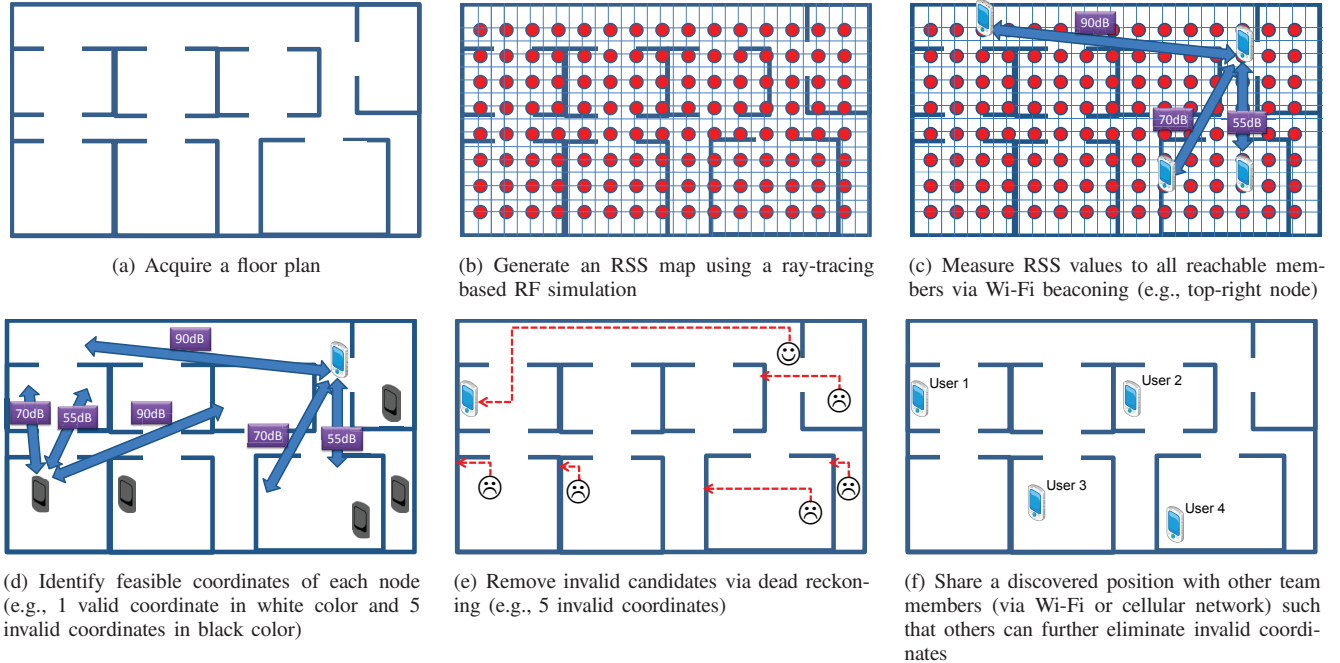 90dB
70dB
55dB
(a) Acquire a floor plan
(b) Generate an RSS map using a ray-tracing
based RF simulation
(c) Measure RSS values to all reachable mem-
bers via Wi-Fi beaconing (e.g., top-right node)
90dB
70dB
55dB
90dB
70dB
55dB
User 1
User 2
User 3
User 4
(d) Identify feasible coordinates of each node
(e.g., 1 valid coordinate in white color and 5
invalid coordinates in black color)
(e) Remove invalid candidates via dead reckon-
ing (e.g., 5 invalid coordinates)
(f) Share a discovered position with other team
members (via Wi-Fi or cellular network) such
that others can further eliminate invalid coordi-
nates